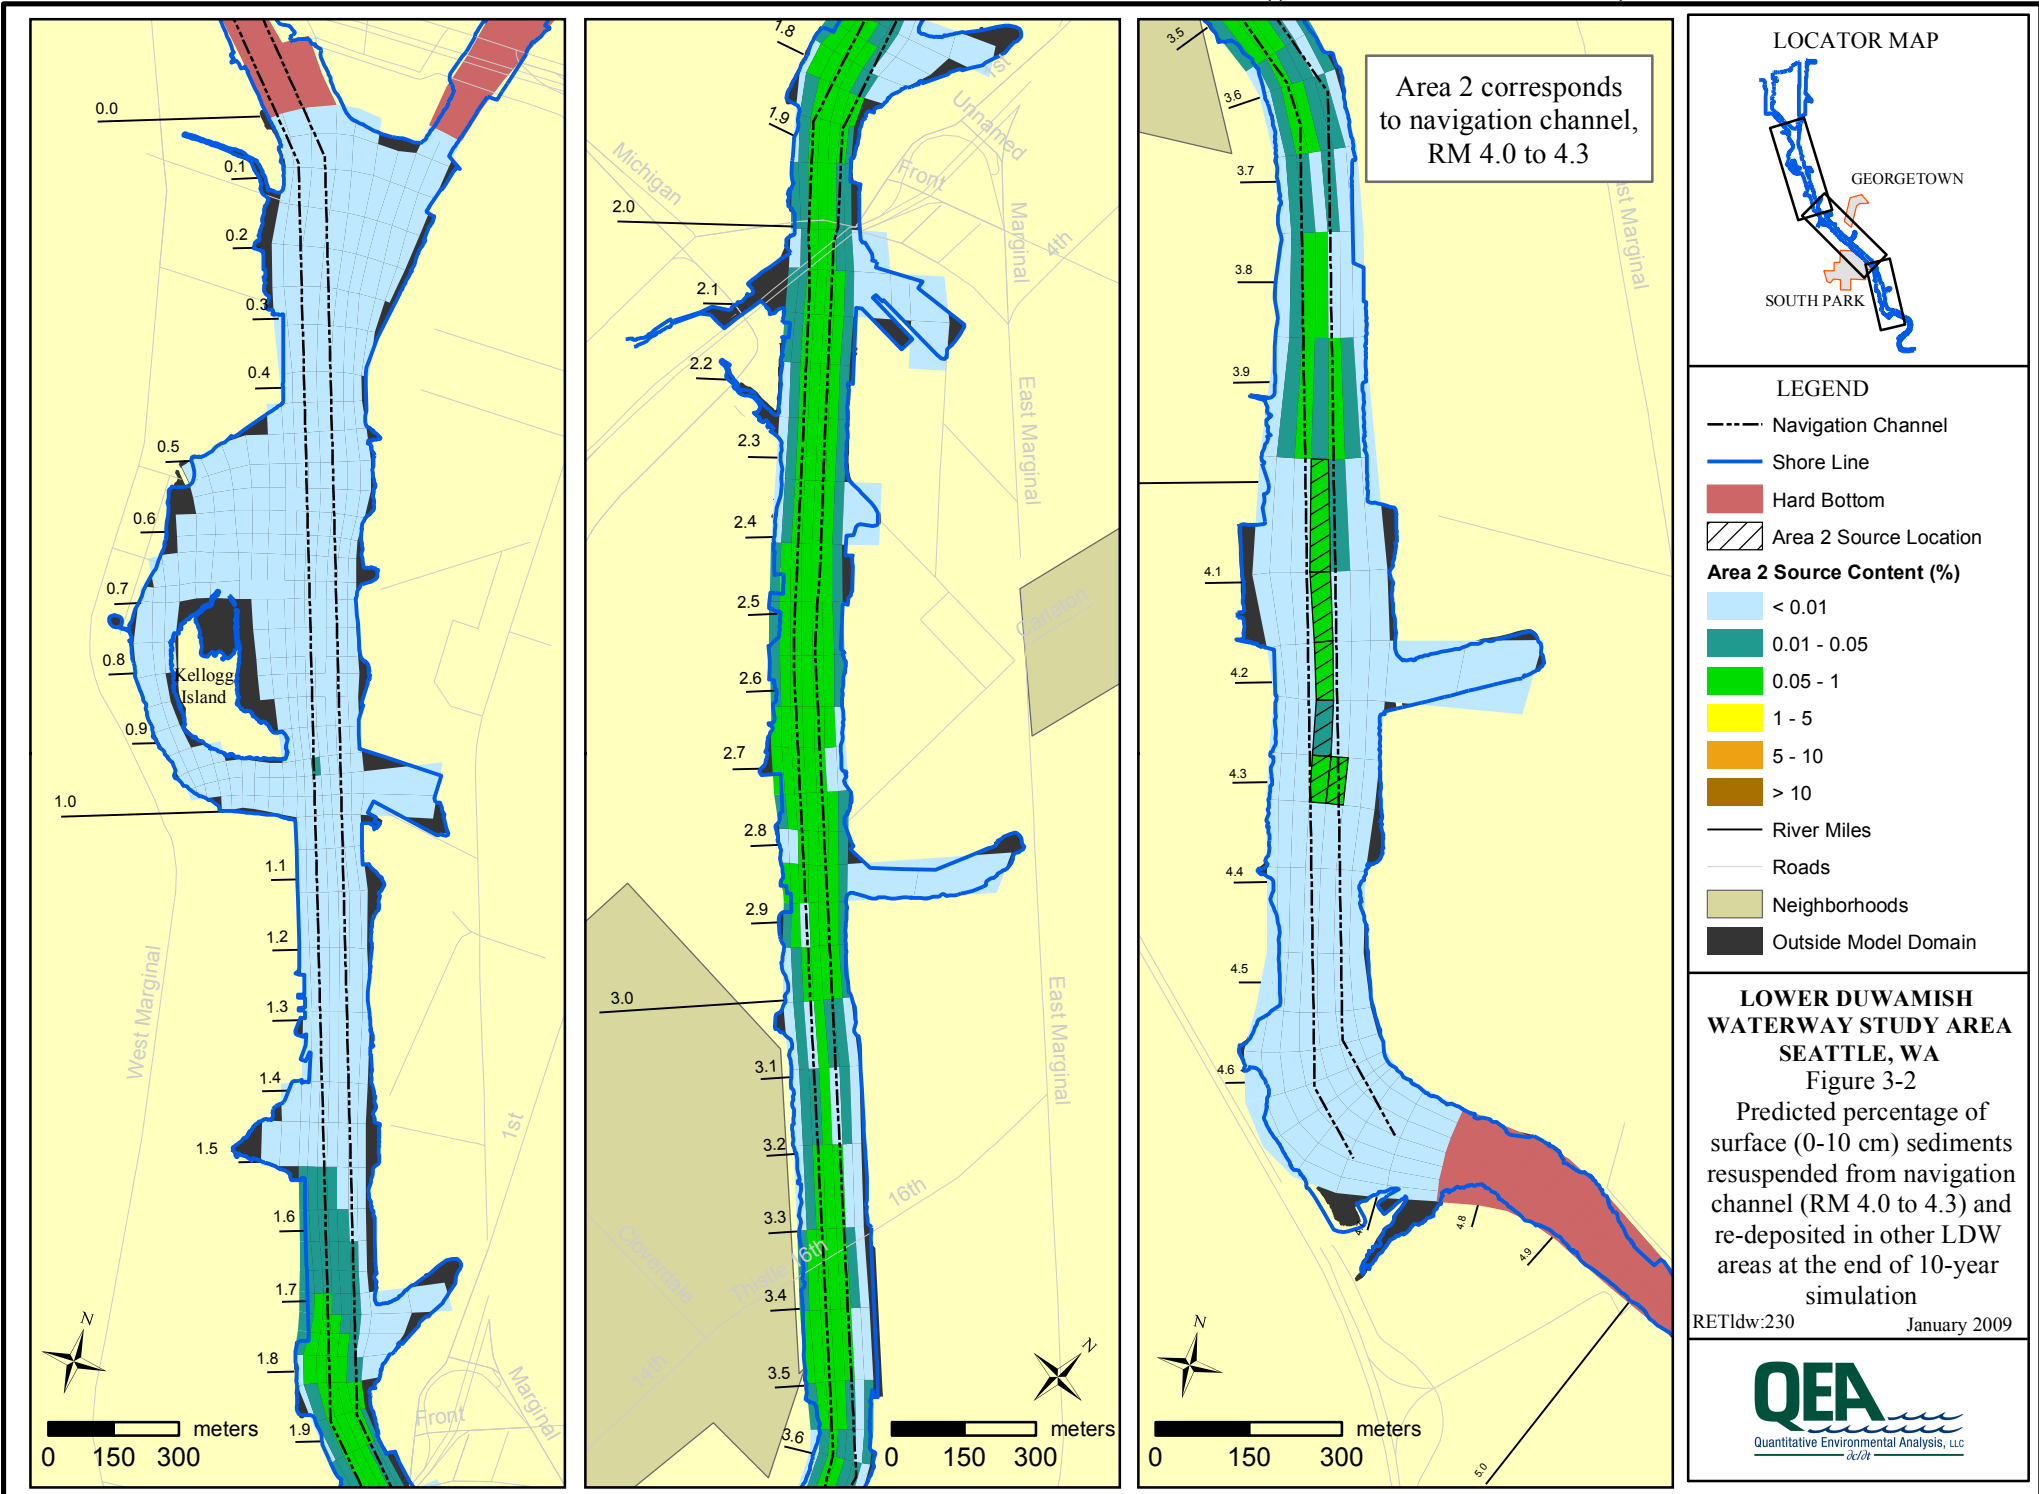 0.0
0.1
0.2
0.3
0.4
0.5
0.6
0.7
0.8
Kellogg
Island
0.9
1.0
1.1
1.2
1.3
1.4
1.5
1.6
1.7
1.8
1.9
West Marginal
1st
Marginal
Front
N
meters
0 150 300
1.8
1.9
2.0
2.1
2.2
2.3
2.4
2.5
2.6
2.7
2.8
2.9
3.0
3.1
3.2
3.3
3.4
3.5
3.6
1st
Unnamed
Michigan
Front
Marginal
4th
East Marginal
Carleton
East Marginal
16th
Thistle 16th
Cloverdale
14th
N
meters
0 150 300
3.5
3.6
3.7
3.8
3.9
4.1
4.2
4.3
4.4
4.5
4.6
4.8
4.9
5.0
Area 2 corresponds
to navigation channel,
RM 4.0 to 4.3
st Marginal
N
meters
0 150 300
LOCATOR MAP
GEORGETOWN
SOUTH PARK
LEGEND
Navigation Channel
Shore Line
Hard Bottom
Area 2 Source Location
Area 2 Source Content (%)
< 0.01
0.01 - 0.05
0.05 - 1
1 - 5
5 - 10
> 10
River Miles
Roads
Neighborhoods
Outside Model Domain
LOWER DUWAMISH
WATERWAY STUDY AREA
SEATTLE, WA
Figure 3-2
Predicted percentage of
surface (0-10 cm) sediments
resuspended from navigation
channel (RM 4.0 to 4.3) and
re-deposited in other LDW
areas at the end of 10-year
simulation
RETldw:230 January 2009
QEA
Quantitative Environmental Analysis, LLC
∂c/∂t